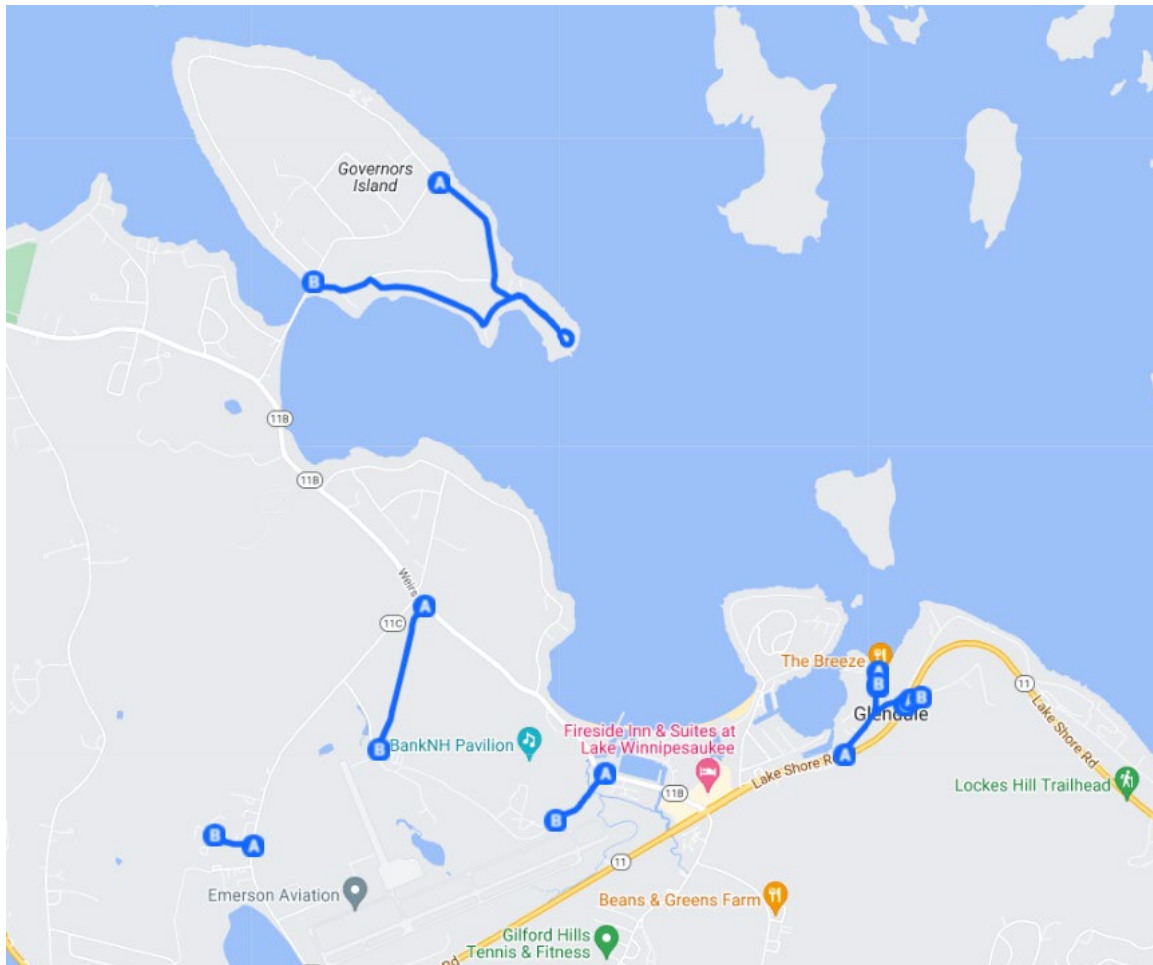 Governors
Island
A
B
11B
11B
Weirs
A
11C
B
BankNH Pavilion
Fireside Inn & Suites at
Lake Winnipesaukee
A
B
11B
The Breeze
A
B
B
Glendale
A
Lake Shore Rd
11
Lake Shore Rd
Lockes Hill Trailhead
B
A
Emerson Aviation
11
Beans & Greens Farm
Gilford Hills
Tennis & Fitness
Rd